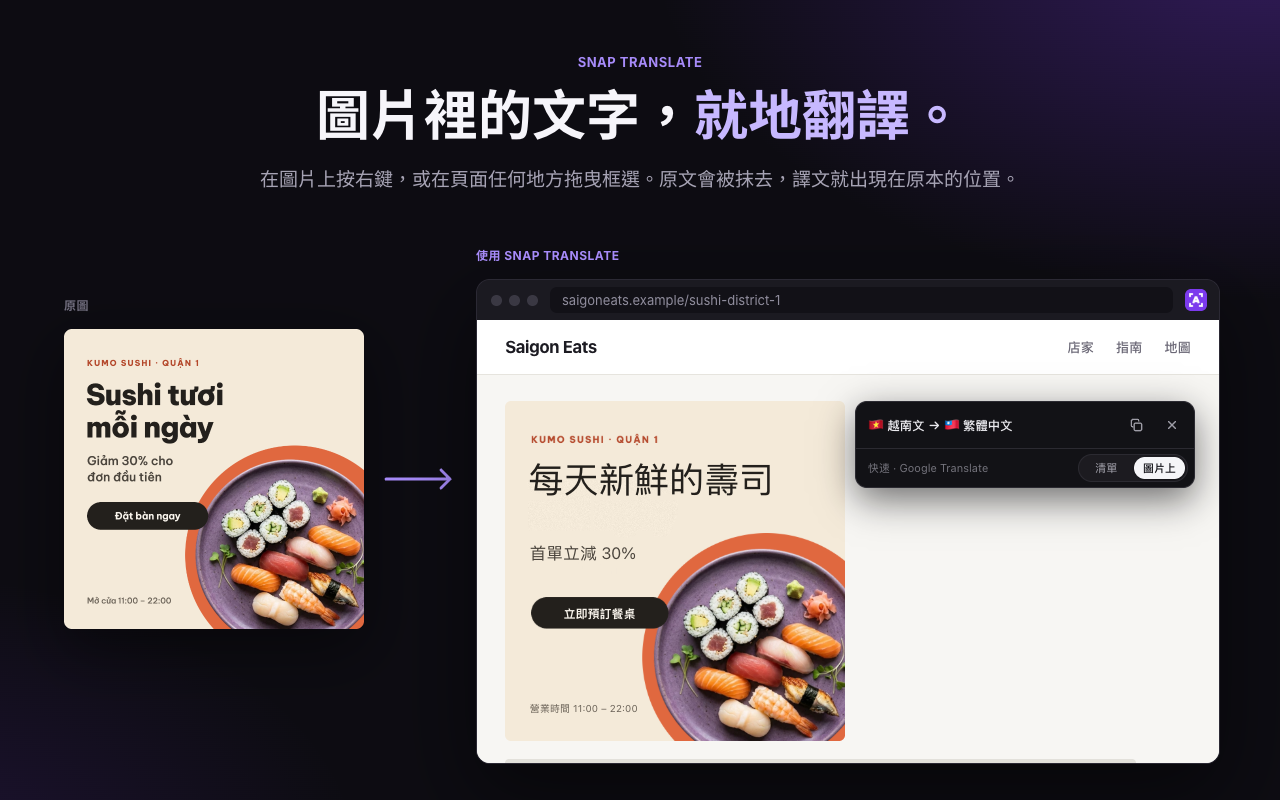 SNAP TRANSLATE
圖片裡的文字，就地翻譯。
在圖片上按右鍵，或在頁面任何地方拖曳框選。原文會被抹去，譯文就出現在原本的位置。
原圖
KUMO SUSHI · QUẬN 1
Sushi tươi
mỗi ngày
Giảm 30% cho
đơn đầu tiên
Đặt bàn ngay
Mở cửa 11:00 – 22:00
使用 SNAP TRANSLATE
saigoneats.example/sushi-district-1
A
Saigon Eats
店家 指南 地圖
KUMO SUSHI · QUẬN 1
每天新鮮的壽司
首單立減 30%
立即預訂餐桌
營業時間 11:00 – 22:00
越南文 → 繁體中文
快速 · Google Translate
清單 圖片上